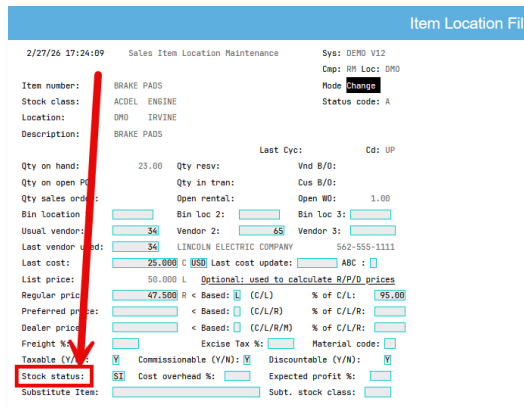 Item Location Fil
2/27/26 17:24:09 Sales Item Location Maintenance Sys: DEMO V12
Cmp: RM Loc: DMO
Item number: BRAKE PADS Mode Change
Stock class: ACDEL ENGINE Status code: A
Location: DMO IRVINE
Description: BRAKE PADS
Last Cyc: Cd: UP
Qty on hand: 23.00 Qty resv: Vnd B/O:
Qty on open PO Qty in tran: Cus B/O:
Qty sales order: Open rental: Open WO: 1.00
Bin location Bin loc 2: Bin loc 3:
Usual vendor: 34 Vendor 2: 65 Vendor 3:
Last vendor used: 34 LINCOLN ELECTRIC COMPANY 562-555-1111
Last cost: 25.000 C USD Last cost update: ABC :
List price: 50.000 L Optional: used to calculate R/P/D prices
Regular price 47.500 R < Based: L (C/L) % of C/L: 95.00
Preferred price: < Based: (C/L/R) % of C/L/R:
Dealer price < Based: (C/L/R/M) % of C/L/R:
Freight %: Excise Tax %: Material code:
Taxable (Y/N): Y Commissionable (Y/N): Y Discountable (Y/N): Y
Stock status: SI Cost overhead %: Expected profit %:
Substitute Item: Subt. stock class: